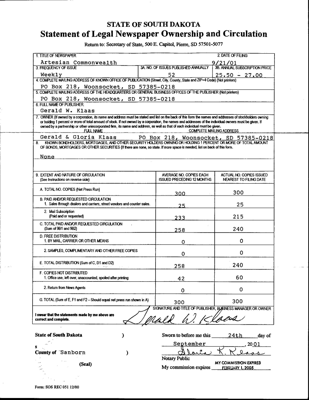 STATE OF SOUTH DAKOTA
Statement of Legal Newspaper Ownership and Circulation
Return to: Secretary of State, 500 E. Capitol, Pierre, SD 57501-5077
1. TITLE OF NEWSPAPER 2. DATE OF FILING
Artesian Commonwealth 9/21/01
3. FREQUENCY OF ISSUE 3A. NO. OF ISSUES PUBLISHED ANNUALLY 3B. ANNUAL SUBSCRIPTION PRICE
Weekly 52 $25.50 - 27.00
4. COMPLETE MAILING ADDRESS OF KNOWN OFFICE OF PUBLICATION (Street, City, County, State and ZIP+4 Code) (Not printer)
PO Box 218, Woonsocket, SD 57385-0218
5. COMPLETE MAILING ADDRESS OF THE HEADQUARTERS OR GENERAL BUSINESS OFFICES OF THE PUBLISHER (Not printer)
PO Box 218, Woonsocket, SD 57385-0218
6. FULL NAME OF PUBLISHER:
Gerald W. Klaas
7. OWNER (If owned by a corporation, its name and address must be stated and list on the back of this form the names and addresses of stockholders owning
or holding 1 percent or more of total amount of stock. If not owned by a corporation, the names and addresses of the individual owners must be given. If
owned by a partnership or other unincorporated firm, its name and address, as well as that of each individual must be given.
FULL NAME COMPLETE MAILING ADDRESS
Gerald & Gloria Klaas PO Box 218, Woonsocket, SD 57385-0218
8. KNOWN BONDHOLDERS, MORTGAGES, AND OTHER SECURITY HOLDERS OWNING OR HOLDING 1 PERCENT OR MORE OF TOTAL AMOUNT
OF BONDS, MORTGAGES OR OTHER SECURITIES (If there are none, so state. If more space is needed, list on back of this form.
None
9. EXTENT AND NATURE OF CIRCULATION AVERAGE NO. COPIES EACH ACTUAL NO. COPIES ISSUED
(See Instructions on reverse side) ISSUES PRECEDING 12 MONTHS NEAREST TO FILING DATE
A. TOTAL NO. COPIES (Net Press Run) 300 300
B. PAID AND/OR REQUESTED CIRCULATION
1. Sales through dealers and carriers, street vendors and counter sales 25 25
2. Mail Subscription
(Paid and or requested) 233 215
C. TOTAL PAID AND/OR REQUESTED CIRCULATION
(Sum of 9B1 and 9B2) 258 240
D. FREE DISTRIBUTION
1. BY MAIL, CARRIER OR OTHER MEANS 0 0
2. SAMPLES, COMPLIMENTARY AND OTHER FREE COPIES 0 0
E. TOTAL DISTRIBUTION (Sum of C, D1 and D2) 258 240
F. COPIES NOT DISTRIBUTED
1. Office use, left over, unaccounted, spoiled after printing 42 60
2. Return from News Agents 0 0
G. TOTAL (Sum of E, F1 and F2 - Should equal net press run shown in A) 300 300
SIGNATURE AND TITLE OF PUBLISHER, BUSINESS MANAGER OR OWNER
I swear that the statements made by me above are
correct and complete. Gerald W. Klaas
State of South Dakota ) Sworn to before me this 24th day of
) September, 2001
County of Sanborn ) Gloria K. Klaas
Notary Public
(Seal) MY COMMISSION EXPIRES
My commission expires FEBRUARY 1, 2005
Form: SOS REC 051 12/00